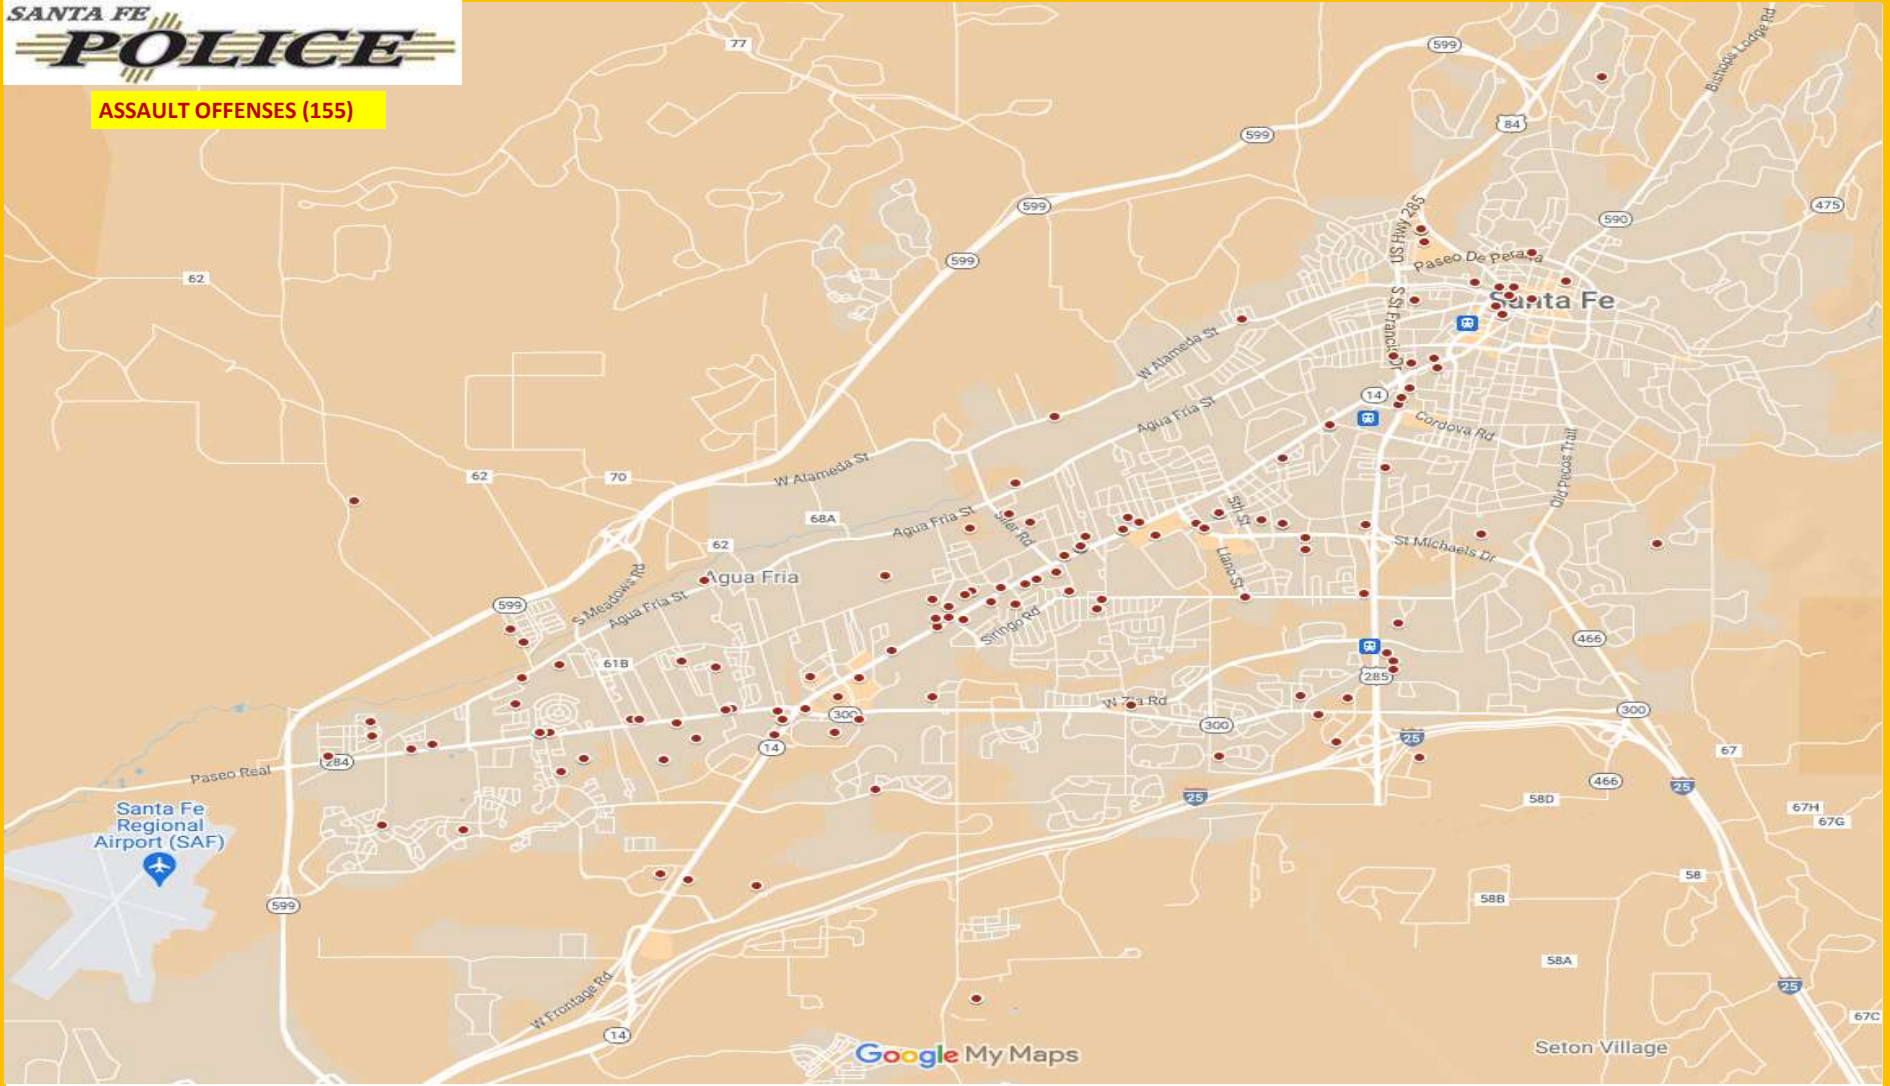 SANTA FE
POLICE
ASSAULT OFFENSES (155)
77
599
Bishops Lodge Rd
84
599
599
475
590
US Hwy 285
599
Paseo De Peralta
62
Santa Fe
S St Francis Dr
W Alameda St
14
Agua Fria St
Cordova Rd
Old Pecos Trail
W Alameda St
62
70
68A
Agua Fria St
Siler Rd
5th St
St Michaels Dr
62
Llano St
Agua Fria
S Meadows Rd
599
Agua Fria St
Siringo Rd
466
61B
285
W Zia Rd
300
300
300
14
25
67
284
Paseo Real
466
25
25
58D
67H
67G
Santa Fe
Regional
Airport (SAF)
58
58B
599
58A
25
W Frontage Rd
67C
14
Google My Maps
Seton Village